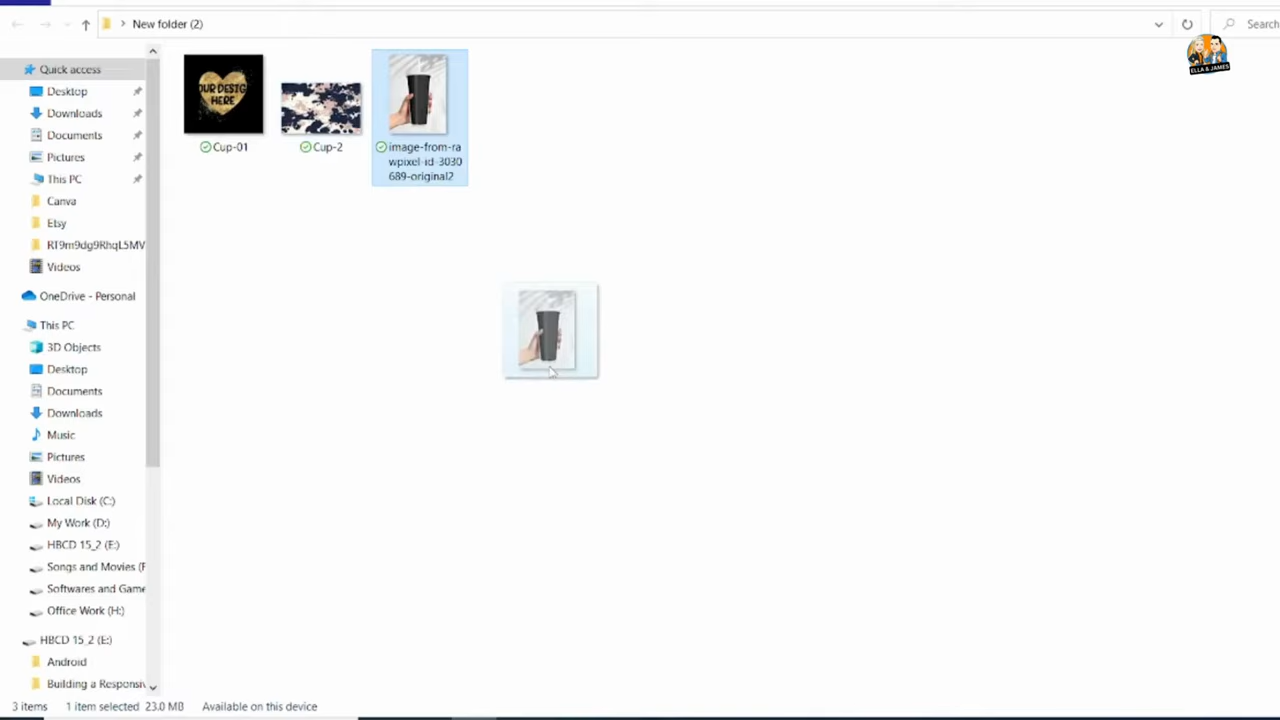 New folder (2)
Search
ELLA & JAMES
Quick access
Desktop
Downloads
Documents
Pictures
This PC
Canva
Etsy
RT9m9dg9RhqL5MV
Videos
OneDrive - Personal
This PC
3D Objects
Desktop
Documents
Downloads
Music
Pictures
Videos
Local Disk (C:)
My Work (D:)
HBCD 15_2 (E:)
Songs and Movies (F
Softwares and Game
Office Work (H:)
HBCD 15_2 (E:)
Android
Building a Responsiv
OUR DESIG
HERE
Cup-01
Cup-2
image-from-ra
wpixel-id-3030
689-original2
3 items
1 item selected 23.0 MB
Available on this device